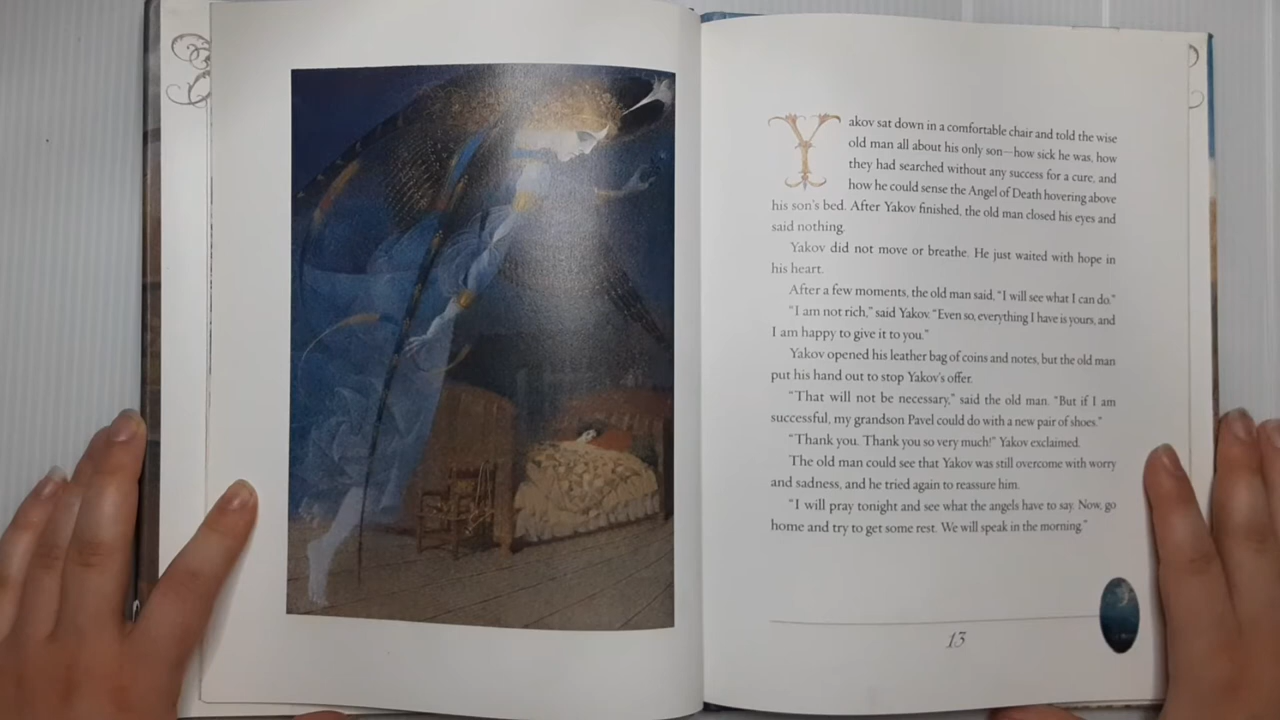 Yakov sat down in a comfortable chair and told the wise
old man all about his only son—how sick he was, how
they had searched without any success for a cure, and
how he could sense the Angel of Death hovering above
his son's bed. After Yakov finished, the old man closed his eyes and
said nothing.
Yakov did not move or breathe. He just waited with hope in
his heart.
After a few moments, the old man said, "I will see what I can do."
"I am not rich," said Yakov. "Even so, everything I have is yours, and
I am happy to give it to you."
Yakov opened his leather bag of coins and notes, but the old man
put his hand out to stop Yakov's offer.
"That will not be necessary," said the old man. "But if I am
successful, my grandson Pavel could do with a new pair of shoes."
"Thank you. Thank you so very much!" Yakov exclaimed.
The old man could see that Yakov was still overcome with worry
and sadness, and he tried again to reassure him.
"I will pray tonight and see what the angels have to say. Now, go
home and try to get some rest. We will speak in the morning."
13